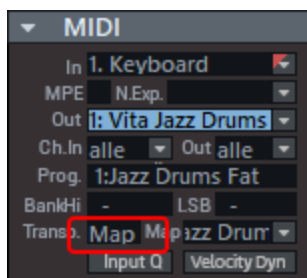 MIDI
In 1. Keyboard
MPE N.Exp.
Out 1: Vita Jazz Drums
Ch.In alle Out alle
Prog. 1:Jazz Drums Fat
BankHi - LSB -
Transp. Map Map azz Drum
Input Q Velocity Dyn